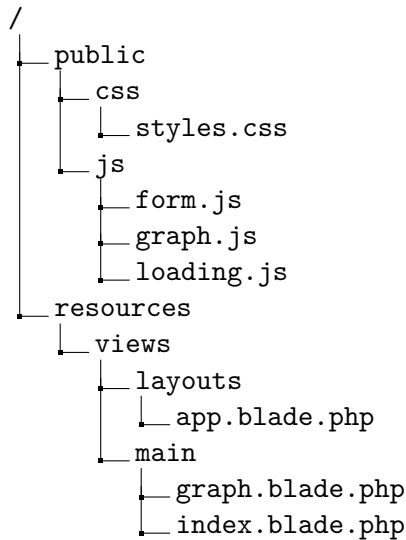 /
public
css
styles.css
js
form.js
graph.js
loading.js
resources
views
layouts
app.blade.php
main
graph.blade.php
index.blade.php